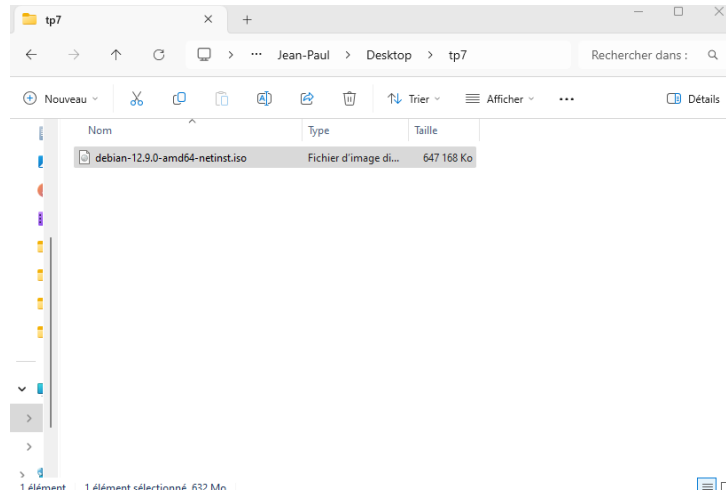 tp7
Jean-Paul > Desktop > tp7 Rechercher dans :
Nouveau Trier Afficher Détails
Nom Type Taille
debian-12.9.0-amd64-netinst.iso Fichier d'image di... 647 168 Ko
1 élément 1 élément sélectionné 632 Mo